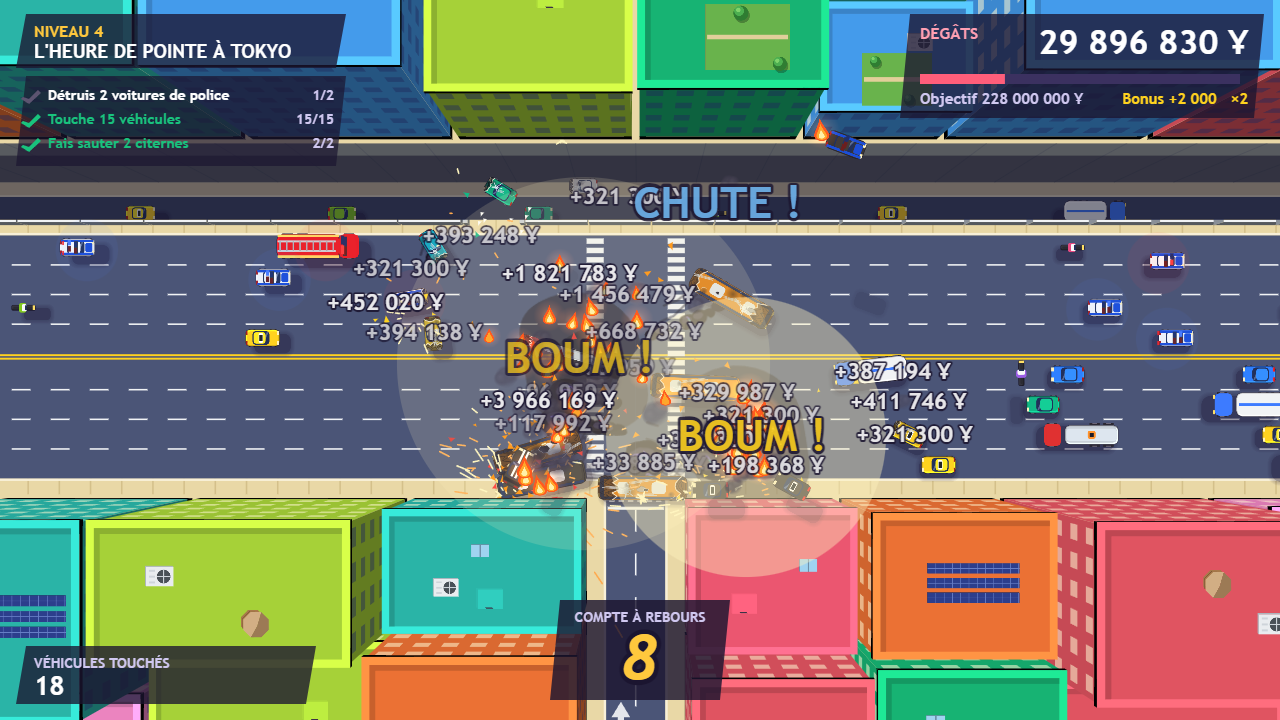 NIVEAU 4
L'HEURE DE POINTE À TOKYO
Détruis 2 voitures de police 1/2
Touche 15 véhicules 15/15
Fais sauter 2 citernes 2/2
DÉGÂTS 29 896 830 ¥
Objectif 228 000 000 ¥ Bonus +2 000 ×2
CHUTE !
+393 248 ¥
+321 300 ¥
+1 821 783 ¥
+1 456 479 ¥
+452 020 ¥
+394 138 ¥
+668 732 ¥
BOUM !
+387 194 ¥
+329 987 ¥
+3 966 169 ¥
+411 746 ¥
+321 300 ¥
+117 992 ¥
BOUM !
+321 300 ¥
+33 885 ¥
+198 368 ¥
COMPTE À REBOURS
8
VÉHICULES TOUCHÉS
18